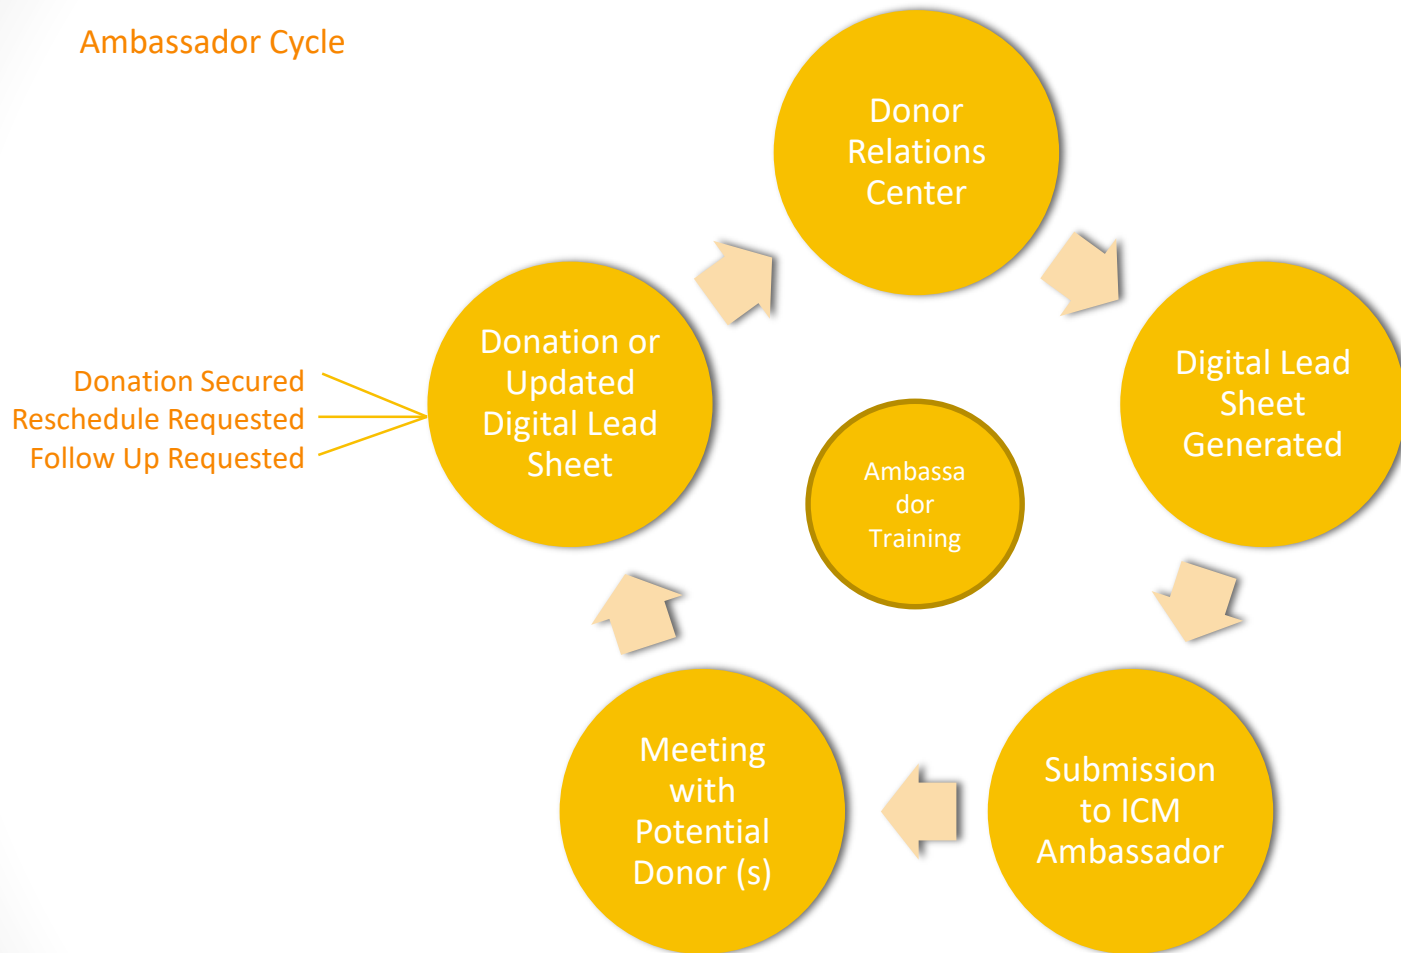 Ambassador Cycle
Donor
Relations
Center
Digital Lead
Sheet
Generated
Submission
to ICM
Ambassador
Meeting
with
Potential
Donor (s)
Donation or
Updated
Digital Lead
Sheet
Donation Secured
Reschedule Requested
Follow Up Requested
Ambassa
dor
Training